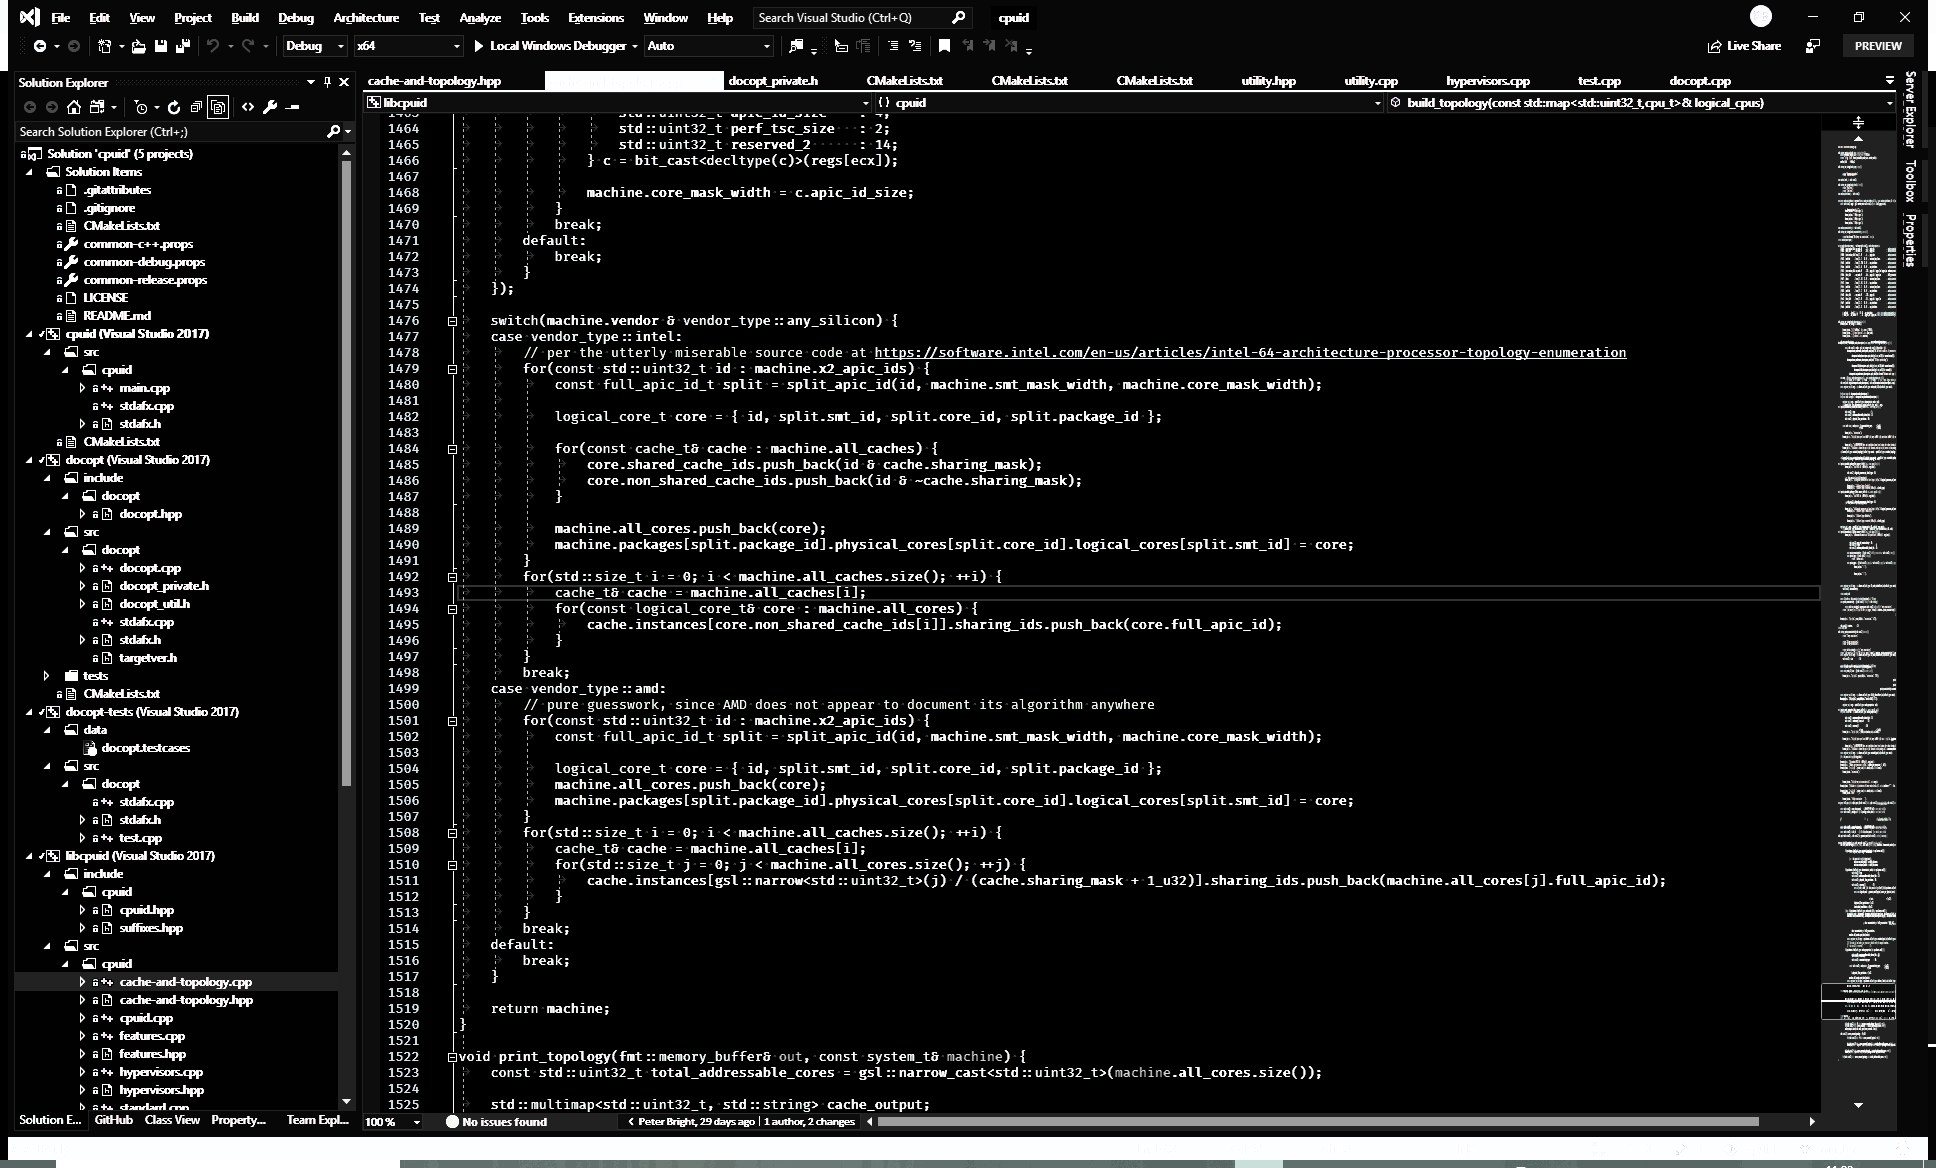 File Edit View Project Build Debug Architecture Test Analyze Tools Extensions Window Help Search Visual Studio (Ctrl+Q) cpuid
Debug x64 Local Windows Debugger Auto Live Share PREVIEW
Solution Explorer
Search Solution Explorer (Ctrl+;)
Solution 'cpuid' (5 projects)
Solution Items
.gitattributes
.gitignore
CMakeLists.txt
common-c++.props
common-debug.props
common-release.props
LICENSE
README.md
cpuid (Visual Studio 2017)
src
cpuid
main.cpp
stdafx.cpp
stdafx.h
CMakeLists.txt
docopt (Visual Studio 2017)
include
docopt
docopt.hpp
src
docopt
docopt.cpp
docopt_private.h
docopt_util.h
stdafx.cpp
stdafx.h
targetver.h
tests
CMakeLists.txt
docopt-tests (Visual Studio 2017)
data
docopt.testcases
src
docopt
stdafx.cpp
stdafx.h
test.cpp
libcpuid (Visual Studio 2017)
include
cpuid
cpuid.hpp
suffixes.hpp
src
cpuid
cache-and-topology.cpp
cache-and-topology.hpp
cpuid.cpp
features.cpp
features.hpp
hypervisors.cpp
hypervisors.hpp
standard.cpp
Solution E... GitHub Class View Property... Team Expl...
cache-and-topology.hpp docopt_private.h CMakeLists.txt CMakeLists.txt CMakeLists.txt utility.hpp utility.cpp hypervisors.cpp test.cpp docopt.cpp
libcpuid {} cpuid build_topology(const std::map<std::uint32_t,cpu_t>& logical_cpus)
1463 std::uint32_t apic_id_size : 4;
1464 std::uint32_t perf_tsc_size : 2;
1465 std::uint32_t reserved_2 : 14;
1466 } c = bit_cast<decltype(c)>(regs[ecx]);
1467
1468 machine.core_mask_width = c.apic_id_size;
1469 }
1470 break;
1471 default:
1472 break;
1473 }
1474 });
1475
1476 switch(machine.vendor & vendor_type::any_silicon) {
1477 case vendor_type::intel:
1478 // per the utterly miserable source code at https://software.intel.com/en-us/articles/intel-64-architecture-processor-topology-enumeration
1479 for(const std::uint32_t id : machine.x2_apic_ids) {
1480 const full_apic_id_t split = split_apic_id(id, machine.smt_mask_width, machine.core_mask_width);
1481
1482 logical_core_t core = { id, split.smt_id, split.core_id, split.package_id };
1483
1484 for(const cache_t& cache : machine.all_caches) {
1485 core.shared_cache_ids.push_back(id & cache.sharing_mask);
1486 core.non_shared_cache_ids.push_back(id & ~cache.sharing_mask);
1487 }
1488
1489 machine.all_cores.push_back(core);
1490 machine.packages[split.package_id].physical_cores[split.core_id].logical_cores[split.smt_id] = core;
1491 }
1492 for(std::size_t i = 0; i < machine.all_caches.size(); ++i) {
1493 cache_t& cache = machine.all_caches[i];
1494 for(const logical_core_t& core : machine.all_cores) {
1495 cache.instances[core.non_shared_cache_ids[i]].sharing_ids.push_back(core.full_apic_id);
1496 }
1497 }
1498 break;
1499 case vendor_type::amd:
1500 // pure guesswork, since AMD does not appear to document its algorithm anywhere
1501 for(const std::uint32_t id : machine.x2_apic_ids) {
1502 const full_apic_id_t split = split_apic_id(id, machine.smt_mask_width, machine.core_mask_width);
1503
1504 logical_core_t core = { id, split.smt_id, split.core_id, split.package_id };
1505 machine.all_cores.push_back(core);
1506 machine.packages[split.package_id].physical_cores[split.core_id].logical_cores[split.smt_id] = core;
1507 }
1508 for(std::size_t i = 0; i < machine.all_caches.size(); ++i) {
1509 cache_t& cache = machine.all_caches[i];
1510 for(std::size_t j = 0; j < machine.all_cores.size(); ++j) {
1511 cache.instances[gsl::narrow<std::uint32_t>(j) / (cache.sharing_mask + 1_u32)].sharing_ids.push_back(machine.all_cores[j].full_apic_id);
1512 }
1513 }
1514 break;
1515 default:
1516 break;
1517 }
1518
1519 return machine;
1520 }
1521
1522 void print_topology(fmt::memory_buffer& out, const system_t& machine) {
1523 const std::uint32_t total_addressable_cores = gsl::narrow_cast<std::uint32_t>(machine.all_cores.size());
1524
1525 std::multimap<std::uint32_t, std::string> cache_output;
100 % No issues found Peter Bright, 29 days ago | 1 author, 2 changes
Server Explorer
Toolbox
Properties